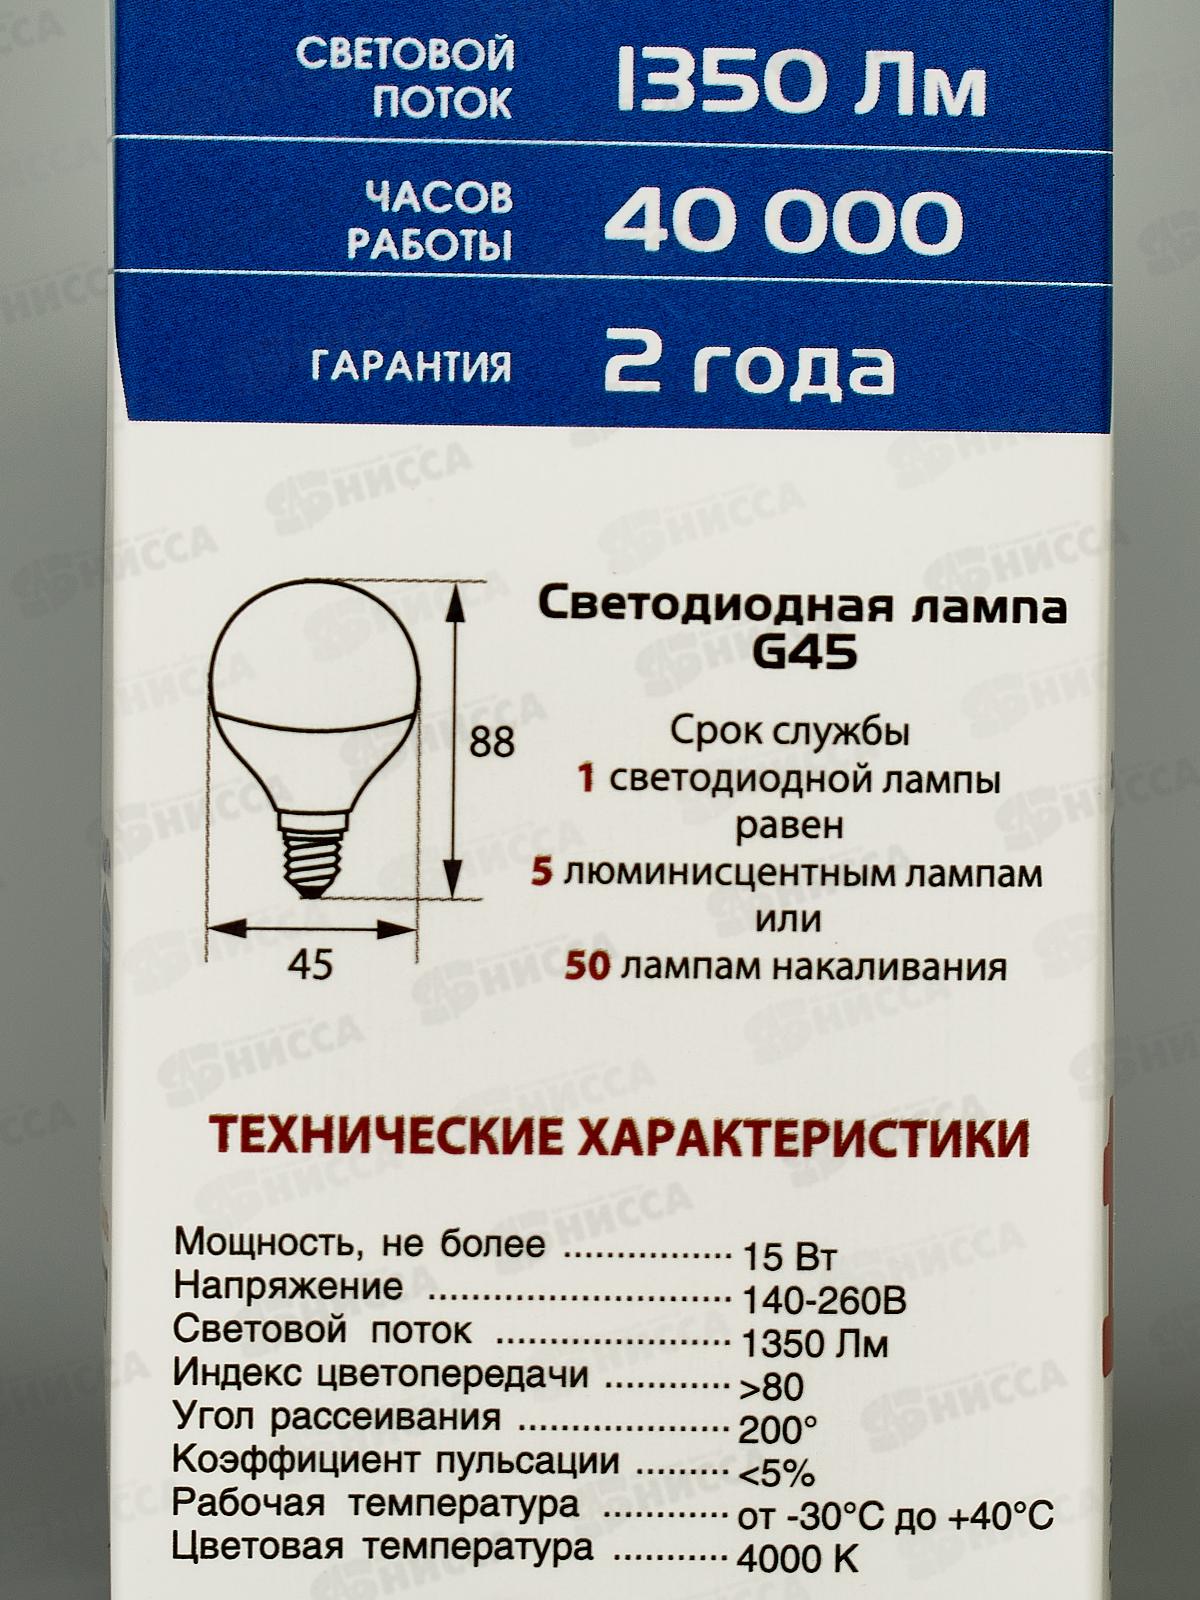 СВЕТОВОЙ
ПОТОК
1350 Лм
ЧАСОВ
РАБОТЫ
40 000
ГАРАНТИЯ
2 года
88
45
Светодиодная лампа
G45
Срок службы
1 светодиодной лампы
равен
5 люминисцентным лампам
или
50 лампам накаливания
ТЕХНИЧЕСКИЕ ХАРАКТЕРИСТИКИ
Мощность, не более ................ 15 Вт
Напряжение ............................ 140-260В
Световой поток ...................... 1350 Лм
Индекс цветопередачи ............ >80
Угол рассеивания .................... 200°
Коэффициент пульсации ......... <5%
Рабочая температура ............ от -30°С до +40°С
Цветовая температура ........... 4000 К
НИССА